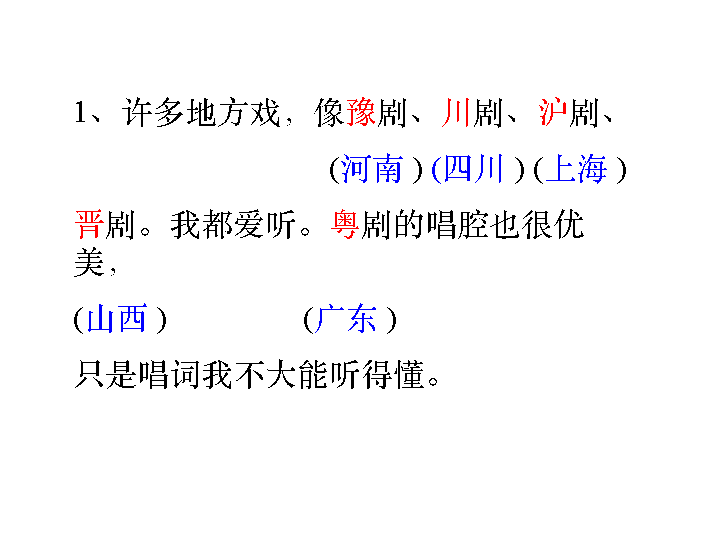 1、许多地方戏，像豫剧、川剧、沪剧、
(河南 ) (四川 ) (上海 )
晋剧。我都爱听。粤剧的唱腔也很优
美，
(山西 ) (广东 )
只是唱词我不大能听得懂。